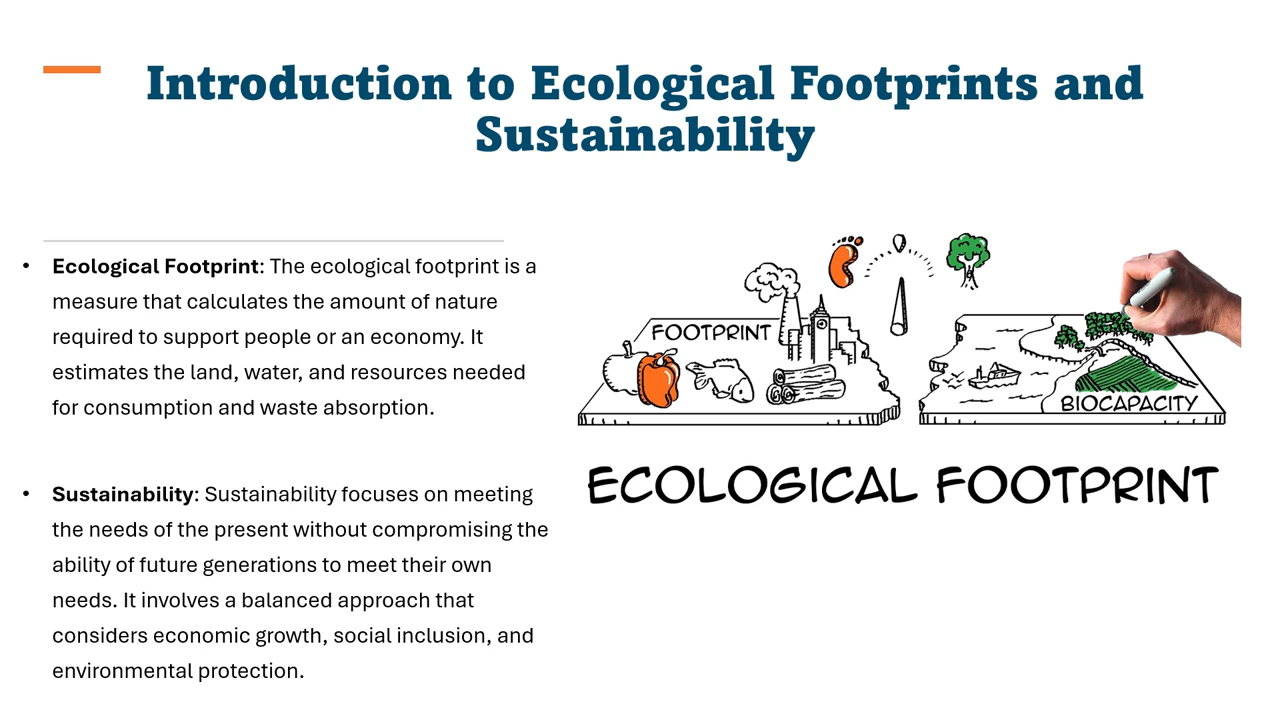 Introduction to Ecological Footprints and
Sustainability
• Ecological Footprint: The ecological footprint is a
measure that calculates the amount of nature
required to support people or an economy. It
estimates the land, water, and resources needed
for consumption and waste absorption.
• Sustainability: Sustainability focuses on meeting
the needs of the present without compromising the
ability of future generations to meet their own
needs. It involves a balanced approach that
considers economic growth, social inclusion, and
environmental protection.
FOOTPRINT
BIOCAPACITY
ECOLOGICAL FOOTPRINT